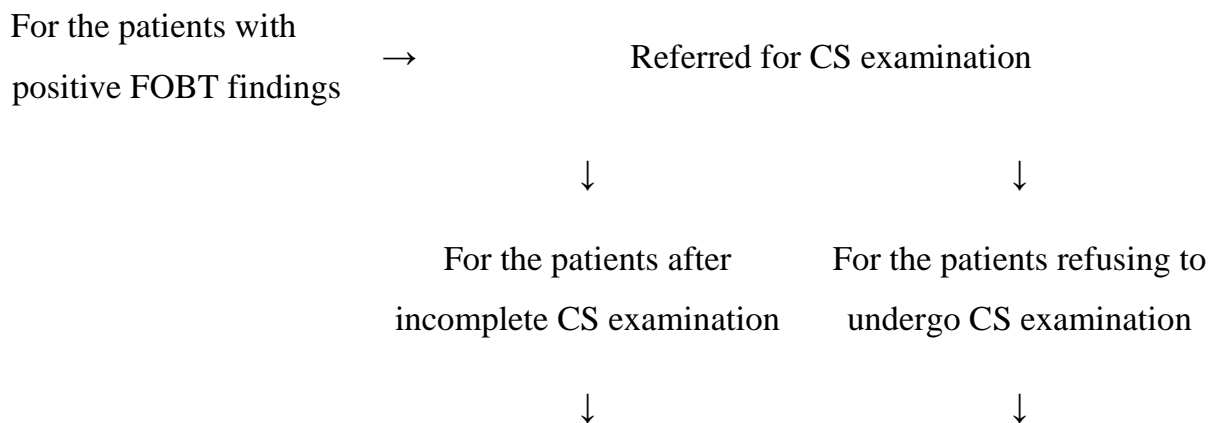 For the patients with
positive FOBT findings
→
Referred for CS examination
↓ ↓
For the patients after
incomplete CS examination
For the patients refusing to
undergo CS examination
↓ ↓